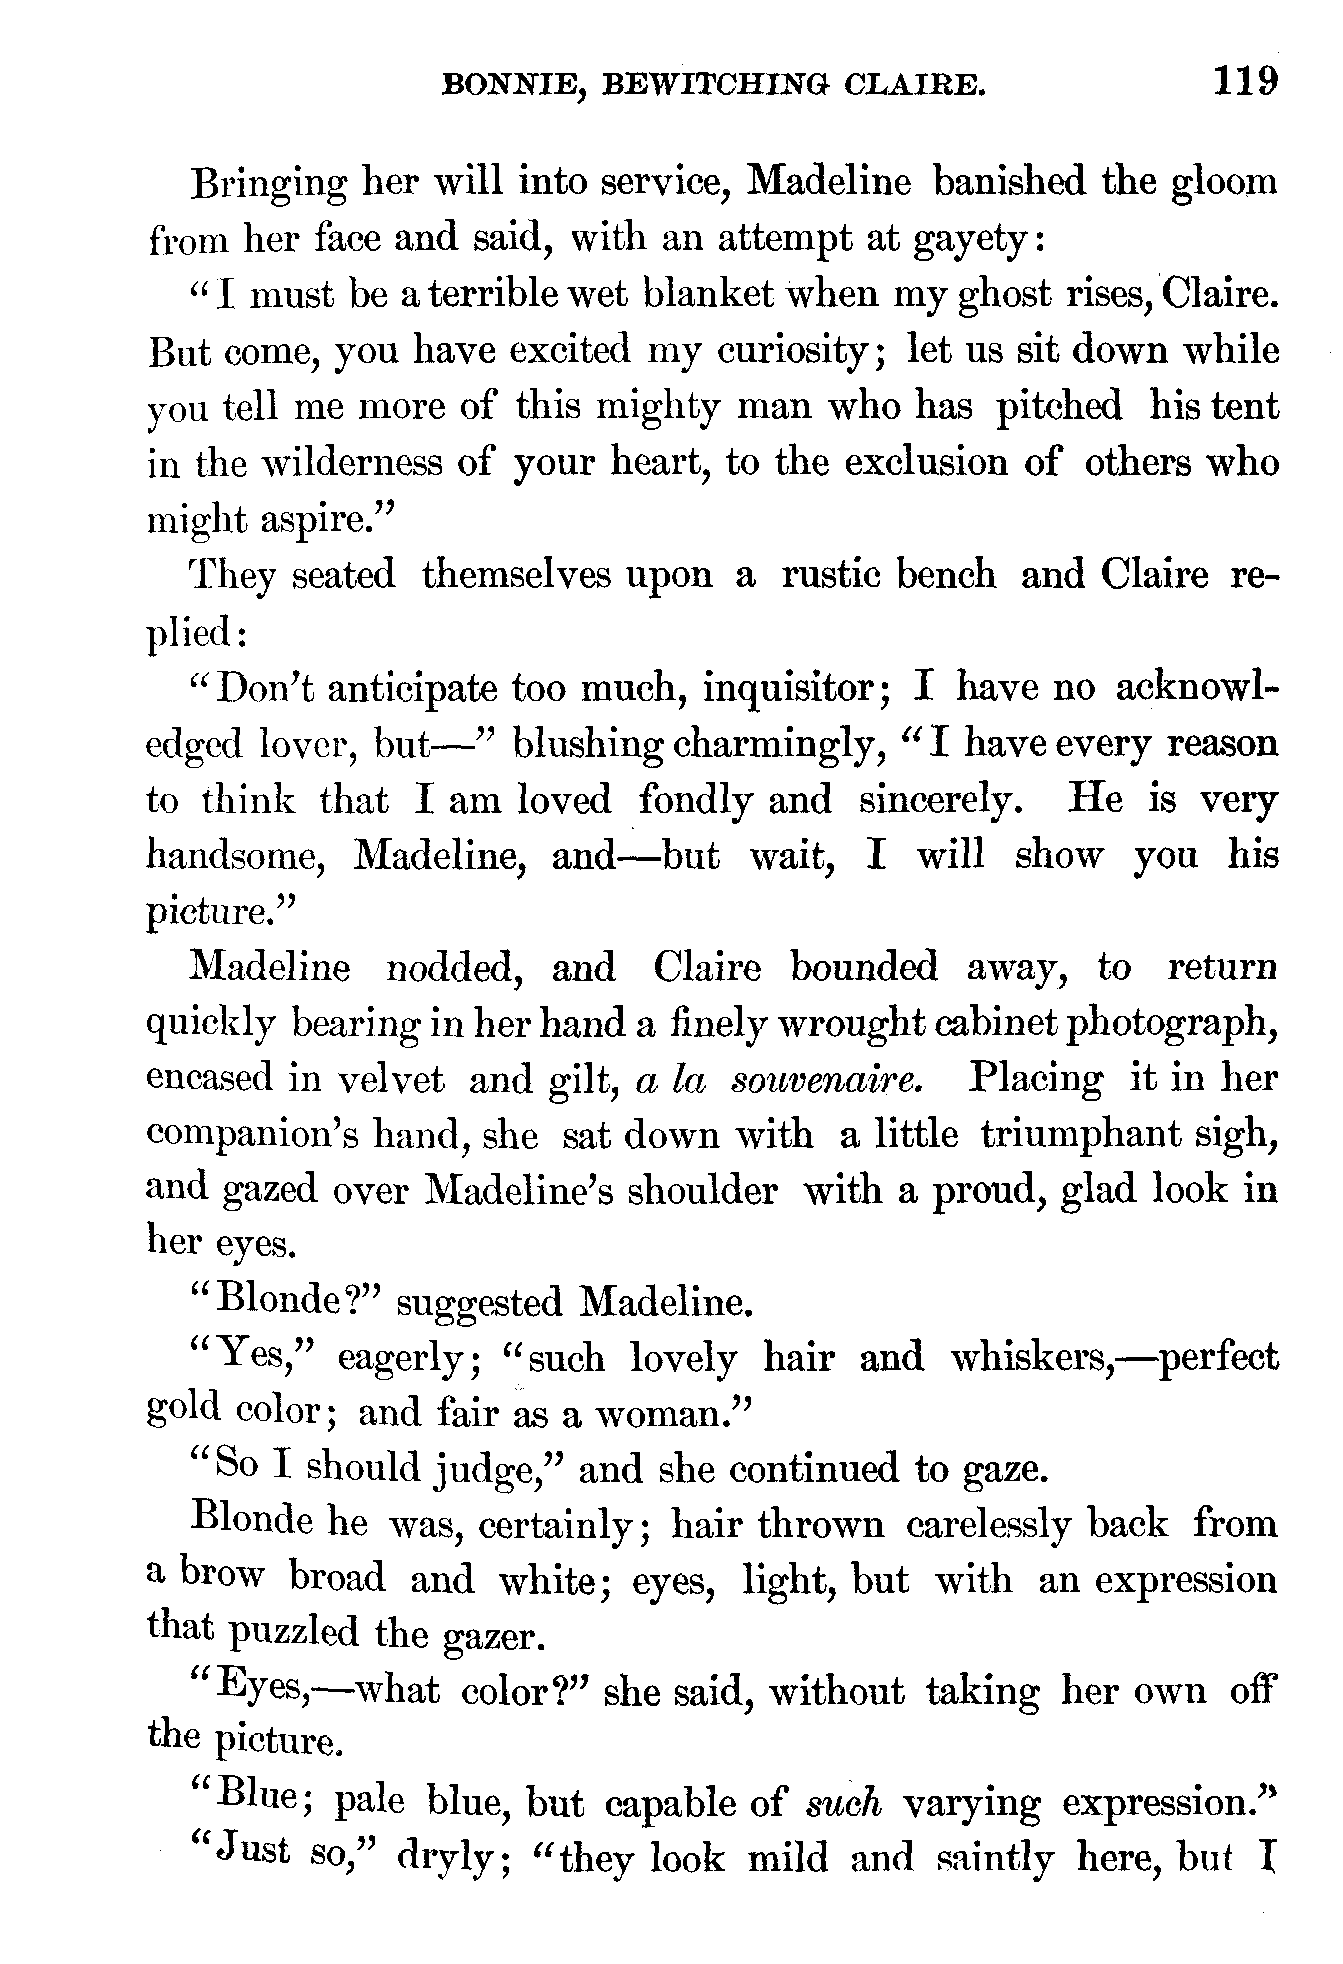 BONNIE, BEWITCHING CLAIRE. 119
Bringing her will into service, Madeline banished the gloom
from her face and said, with an attempt at gayety:
"I must be a terrible wet blanket when my ghost rises, Claire.
But come, you have excited my curiosity; let us sit down while
you tell me more of this mighty man who has pitched his tent
in the wilderness of your heart, to the exclusion of others who
might aspire."
They seated themselves upon a rustic bench and Claire re-
plied:
"Don't anticipate too much, inquisitor; I have no acknowl-
edged lover, but—" blushing charmingly, "I have every reason
to think that I am loved fondly and sincerely. He is very
handsome, Madeline, and—but wait, I will show you his
picture."
Madeline nodded, and Claire bounded away, to return
quickly bearing in her hand a finely wrought cabinet photograph,
encased in velvet and gilt, a la souvenaire. Placing it in her
companion's hand, she sat down with a little triumphant sigh,
and gazed over Madeline's shoulder with a proud, glad look in
her eyes.
"Blonde?" suggested Madeline.
"Yes," eagerly; "such lovely hair and whiskers,—perfect
gold color; and fair as a woman."
"So I should judge," and she continued to gaze.
Blonde he was, certainly; hair thrown carelessly back from
a brow broad and white; eyes, light, but with an expression
that puzzled the gazer.
"Eyes,—what color?" she said, without taking her own off
the picture.
"Blue; pale blue, but capable of such varying expression."
"Just so," dryly; "they look mild and saintly here, but I